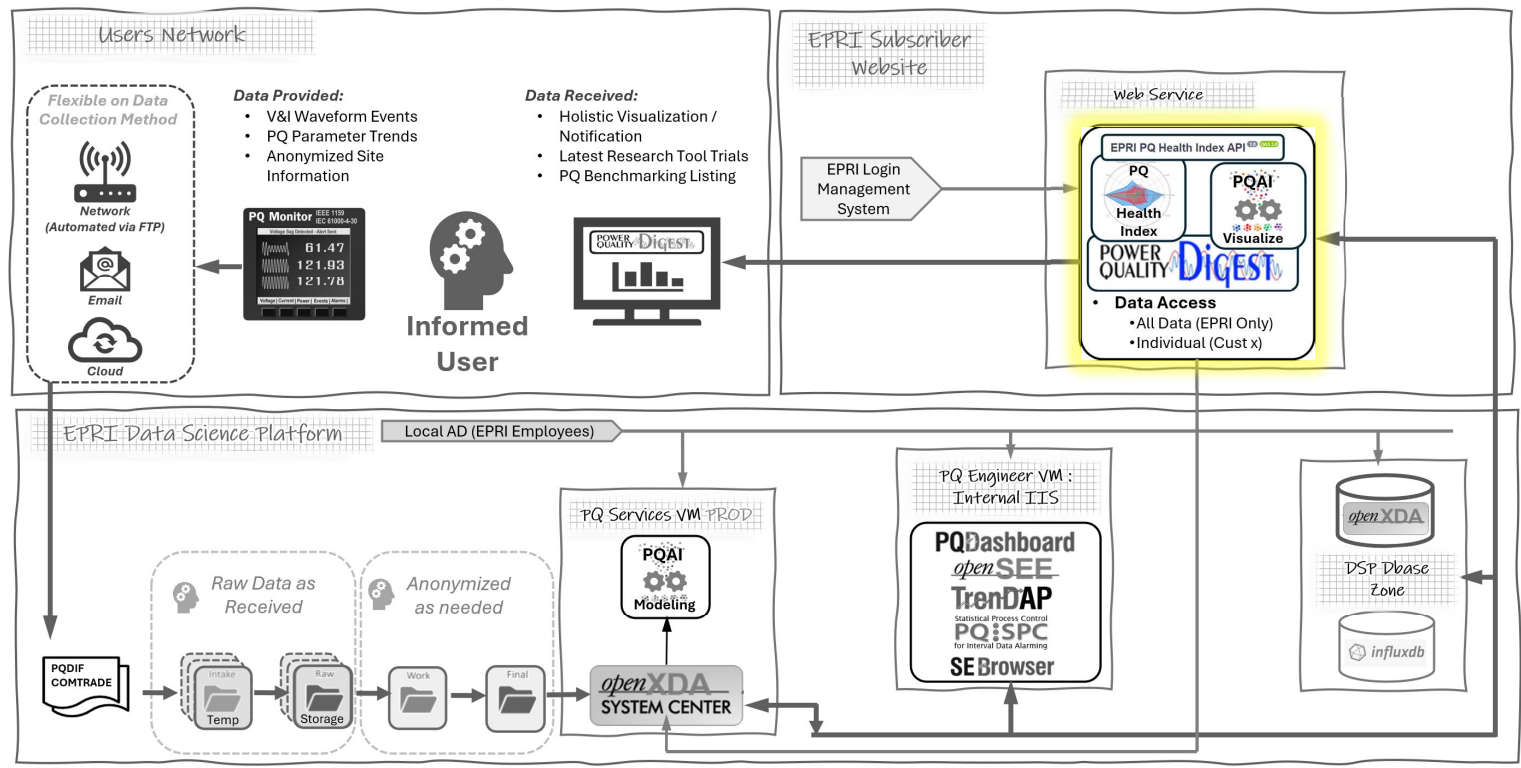 Users Network
Flexible on Data
Collection Method
Network
(Automated via FTP)
Email
Cloud
Data Provided:
• V&I Waveform Events
• PQ Parameter Trends
• Anonymized Site
Information
PQ Monitor IEEE 1159
IEC 61000-4-30
Voltage Sag Detected - Alert Sent
61.47
121.93
121.78
Voltage | Current | Power | Events | Alarms |
Informed
User
Data Received:
• Holistic Visualization /
Notification
• Latest Research Tool Trials
• PQ Benchmarking Listing
POWER
QUALITY DIGEST
EPRI Subscriber
Website
EPRI Login
Management
System
Web Service
EPRI PQ Health Index API
PQ
Health
Index
PQAI
Visualize
POWER
QUALITY DIGEST
• Data Access
•All Data (EPRI Only)
•Individual (Cust x)
EPRI Data Science Platform
Local AD (EPRI Employees)
PQDIF
COMTRADE
Raw Data as
Received
Intake
Temp
Raw
Storage
Anonymized
as needed
Work
Final
PQ Services VM PROD
PQAI
Modeling
openXDA
SYSTEM CENTER
PQ Engineer VM :
Internal IIS
PQDashboard
openSEE
TrenDAP
Statistical Process Control
PQ SPC
for Interval Data Alarming
SEBrowser
openXDA
DSP Dbase
Zone
influxdb